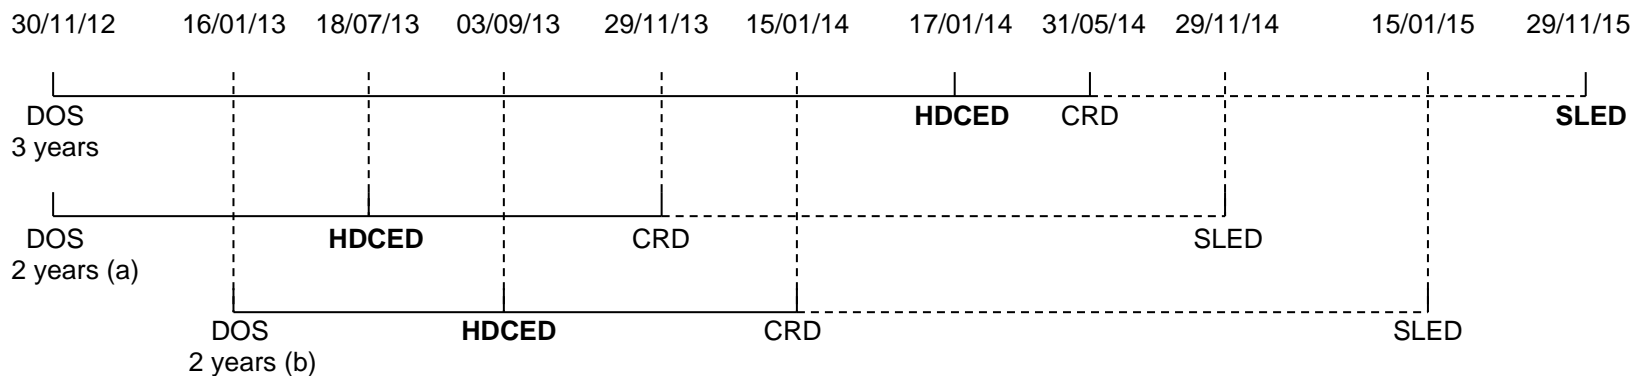 30/11/12 16/01/13 18/07/13 03/09/13 29/11/13 15/01/14 17/01/14 31/05/14 29/11/14 15/01/15 29/11/15
DOS HDCED CRD SLED
3 years
DOS HDCED CRD SLED
2 years (a)
DOS HDCED CRD SLED
2 years (b)